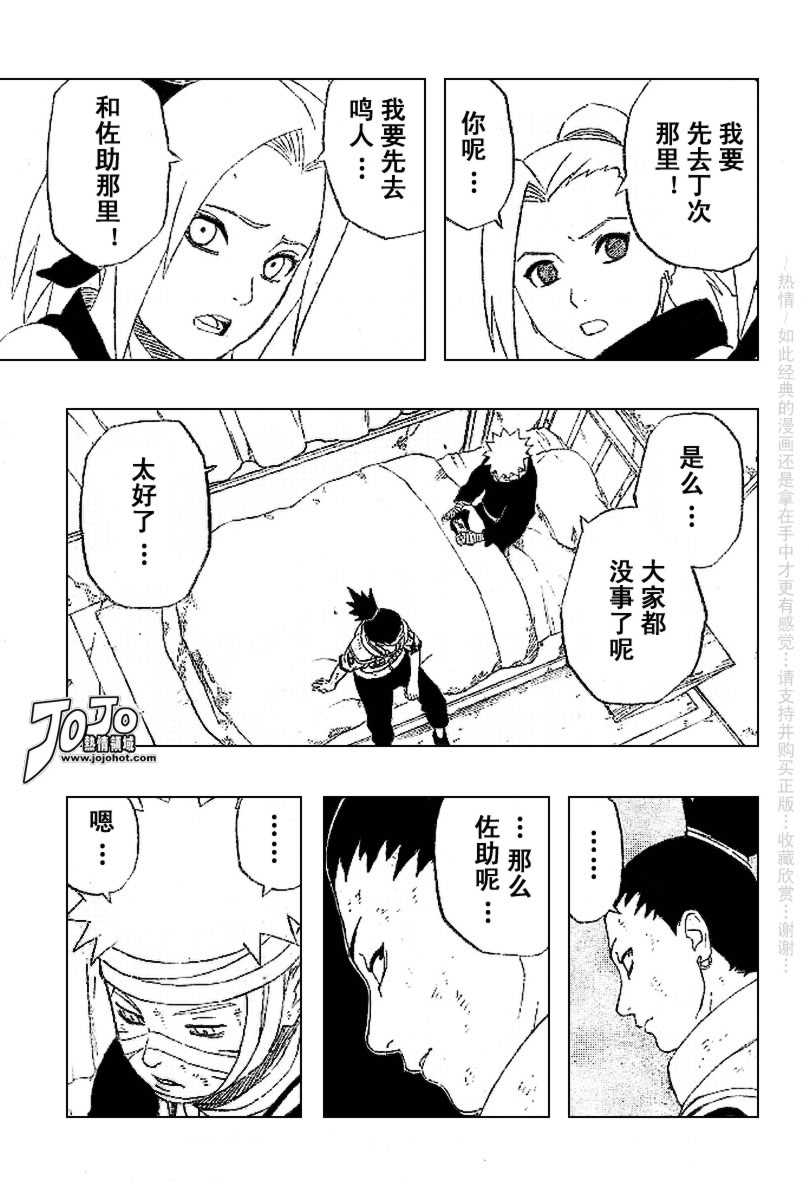 我要
先去丁次
那里！
你呢…
我要先去
鸣人…
和佐助那里！
是么…
大家都
没事了呢
太好了…
……
…那么
佐助呢…
……
嗯…
JOJO
熱情領域
www.jojohot.com
—热情— 如此经典的漫画还是拿在手中才更有感觉…请支持并购买正版…收藏欣赏…谢谢…